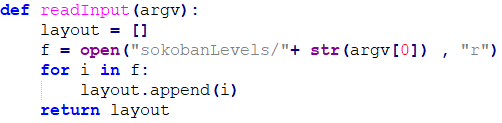 def readInput(argv):
    layout = []
    f = open("sokobanLevels/"+ str(argv[0]) , "r")
    for i in f:
        layout.append(i)
    return layout